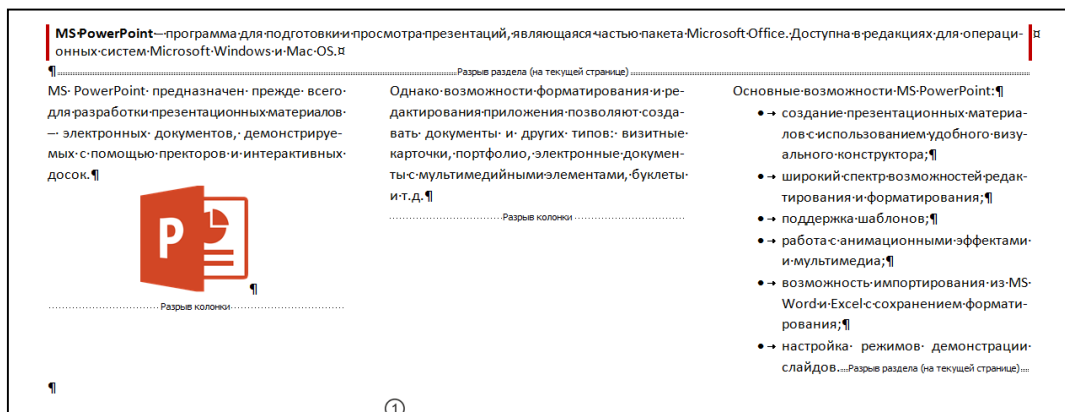 MS PowerPoint – программа для подготовки и просмотра презентаций, являющаяся частью пакета Microsoft Office. Доступна в редакциях для операци-
онных систем Microsoft Windows и Mac OS.¤
¶ Разрыв раздела (на текущей странице)
MS PowerPoint предназначен прежде всего
для разработки презентационных материалов
– электронных документов, демонстрируе-
мых с помощью пректоров и интерактивных
досок.¶
P
¶
Разрыв колонки
Однако возможности форматирования и ре-
дактирования приложения позволяют созда-
вать документы и других типов: визитные
карточки, портфолио, электронные докумен-
ты с мультимедийными элементами, буклеты
и т.д.¶
Разрыв колонки
Основные возможности MS PowerPoint:¶
• → создание презентационных материа-
лов с использованием удобного визу-
ального конструктора;¶
• → широкий спектр возможностей редак-
тирования и форматирования;¶
• → поддержка шаблонов;¶
• → работа с анимационными эффектами
и мультимедиа;¶
• → возможность импортирования из MS
Word и Excel с сохранением формати-
рования;¶
• → настройка режимов демонстрации
слайдов. Разрыв раздела (на текущей странице)
¶
1